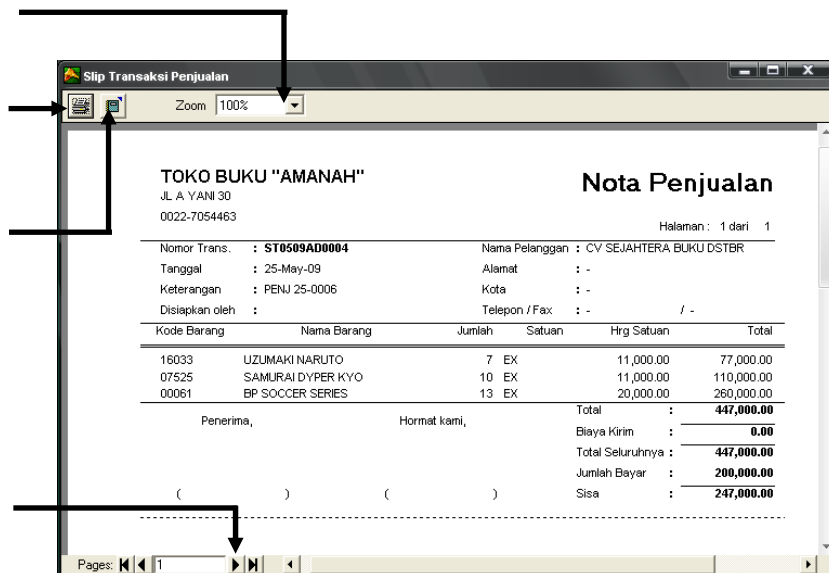 Slip Transaksi Penjualan
Zoom 100%
TOKO BUKU "AMANAH"
JL A YANI 30
0022-7054463
Nota Penjualan
Halaman : 1 dari 1
Nomor Trans. : ST0509AD0004 Nama Pelanggan : CV SEJAHTERA BUKU DSTBR
Tanggal : 25-May-09 Alamat : -
Keterangan : PENJ 25-0006 Kota : -
Disiapkan oleh : Telepon / Fax : - / -
Kode Barang Nama Barang Jumlah Satuan Hrg Satuan Total
16033 UZUMAKI NARUTO 7 EX 11,000.00 77,000.00
07525 SAMURAI DYPER KYO 10 EX 11,000.00 110,000.00
00061 BP SOCCER SERIES 13 EX 20,000.00 260,000.00
Penerima, Hormat kami, Total : 447,000.00
Biaya Kirim : 0.00
Total Seluruhnya : 447,000.00
Jumlah Bayar : 200,000.00
( ) ( ) Sisa : 247,000.00
Pages: 1